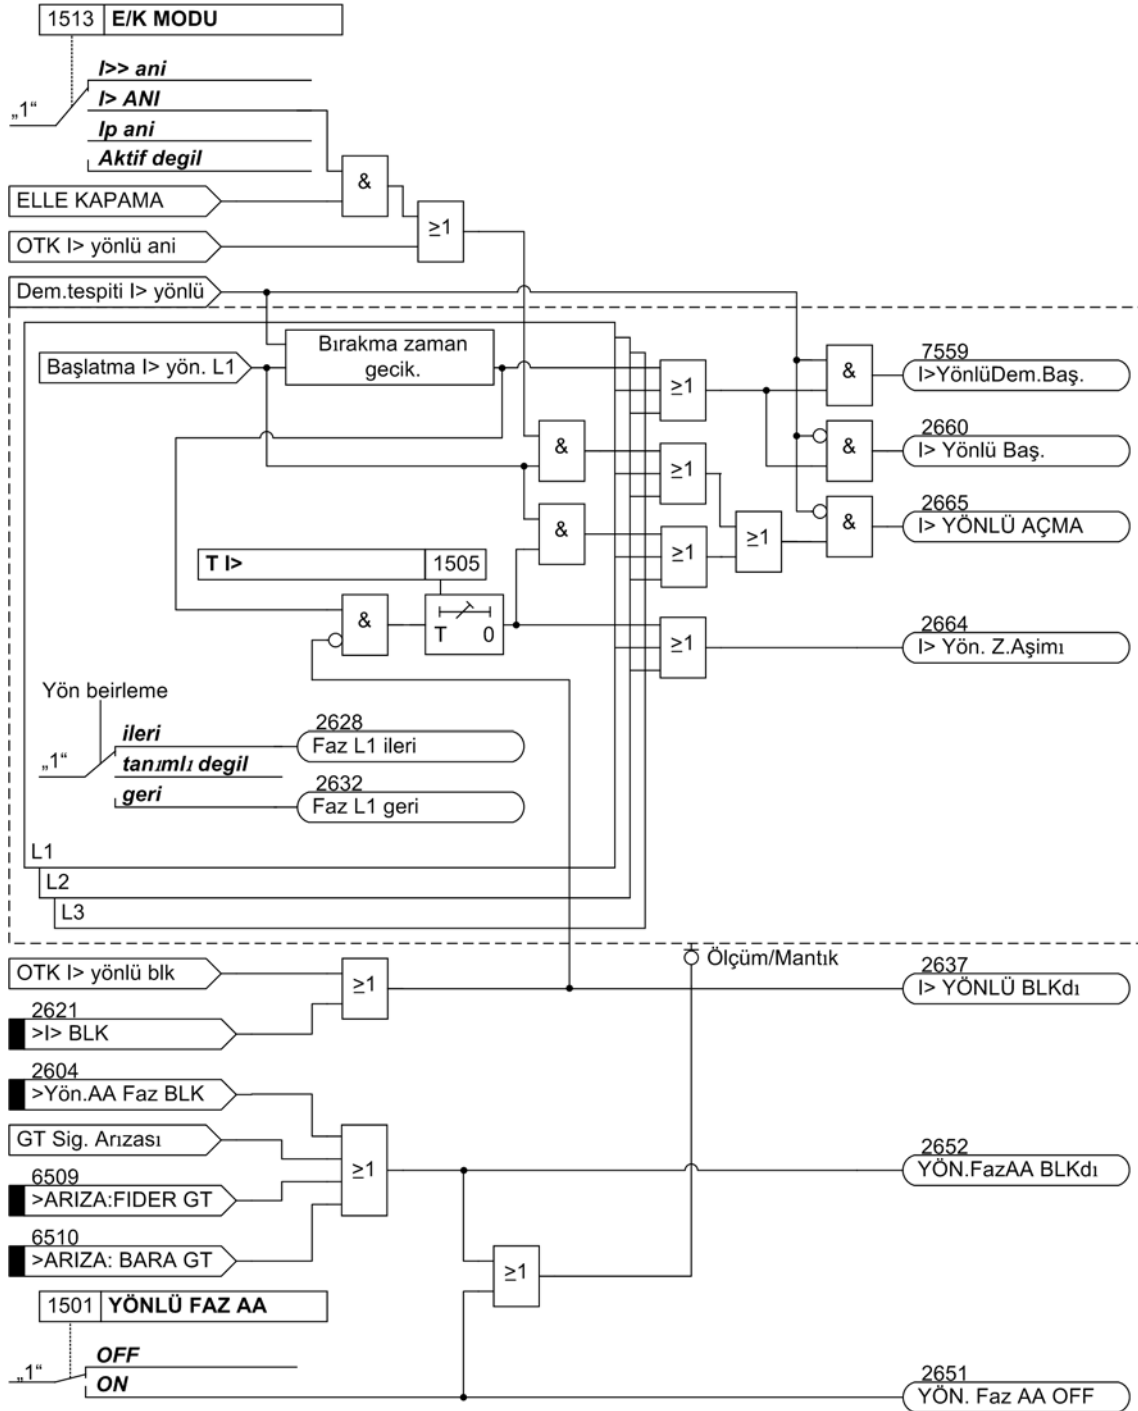 1513 E/K MODU
I>> ani
I> ANI
Ip ani
Aktif degil
„1“
&
ELLE KAPAMA
≥1
OTK I> yönlü ani
Dem.tespiti I> yönlü
Başlatma I> yön. L1
Bırakma zaman
gecik.
≥1
&
7559
I>YönlüDem.Baş.
&
≥1
&
2660
I> Yönlü Baş.
&
≥1
≥1
&
2665
I> YÖNLÜ AÇMA
T I> 1505
&
T 0
≥1
2664
I> Yön. Z.Aşimı
Yön beirleme
„1“
ileri
tanımlı degil
geri
2628
Faz L1 ileri
2632
Faz L1 geri
L1
L2
L3
Ölçüm/Mantık
OTK I> yönlü blk
≥1
2637
I> YÖNLÜ BLKdı
2621
>I> BLK
2604
>Yön.AA Faz BLK
GT Sig. Arızası
≥1
2652
YÖN.FazAA BLKdı
6509
>ARIZA:FIDER GT
6510
>ARIZA: BARA GT
≥1
1501 YÖNLÜ FAZ AA
„1“
OFF
ON
2651
YÖN. Faz AA OFF